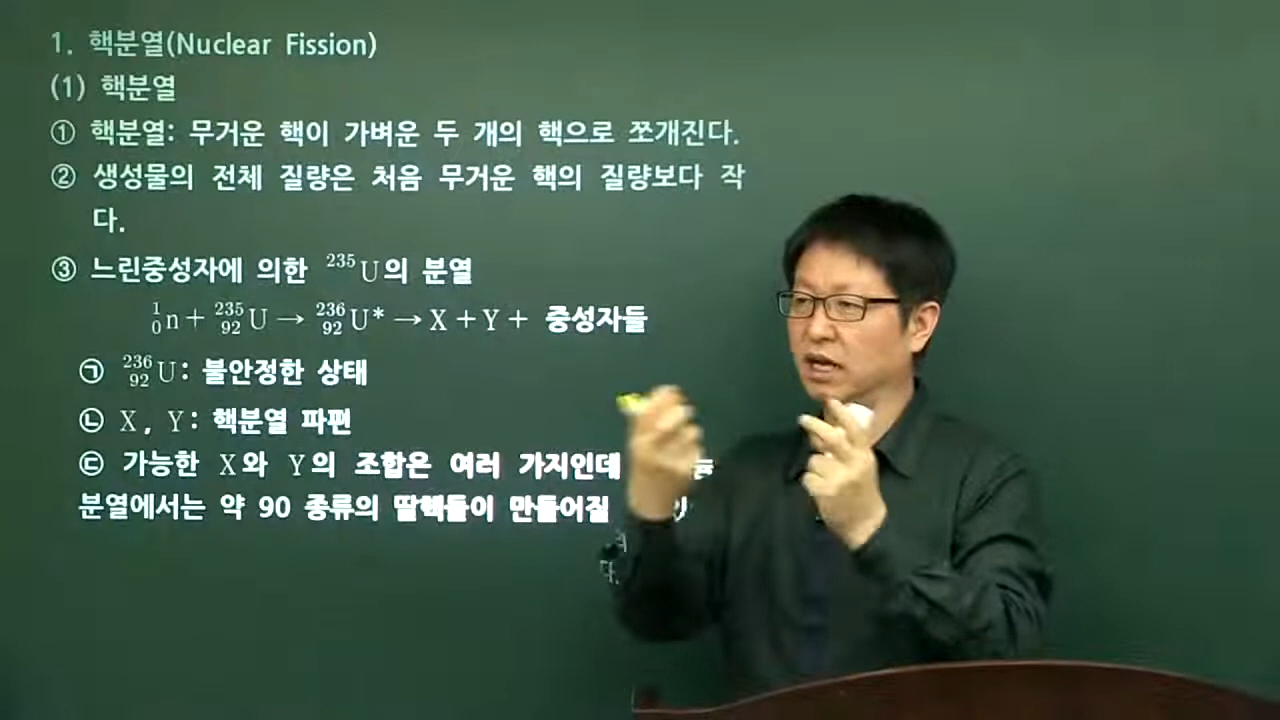 1. 핵분열(Nuclear Fission)
(1) 핵분열
① 핵분열: 무거운 핵이 가벼운 두 개의 핵으로 쪼개진다.
② 생성물의 전체 질량은 처음 무거운 핵의 질량보다 작
다.
③ 느린중성자에 의한 ²³⁵U의 분열
¹₀n + ²³⁵₉₂U → ²³⁶₉₂U* → X + Y + 중성자들
㉠ ²³⁶₉₂U: 불안정한 상태
㉡ X, Y: 핵분열 파편
㉢ 가능한 X와 Y의 조합은 여러 가지인데
분열에서는 약 90 종류의 딸핵들이 만들어질